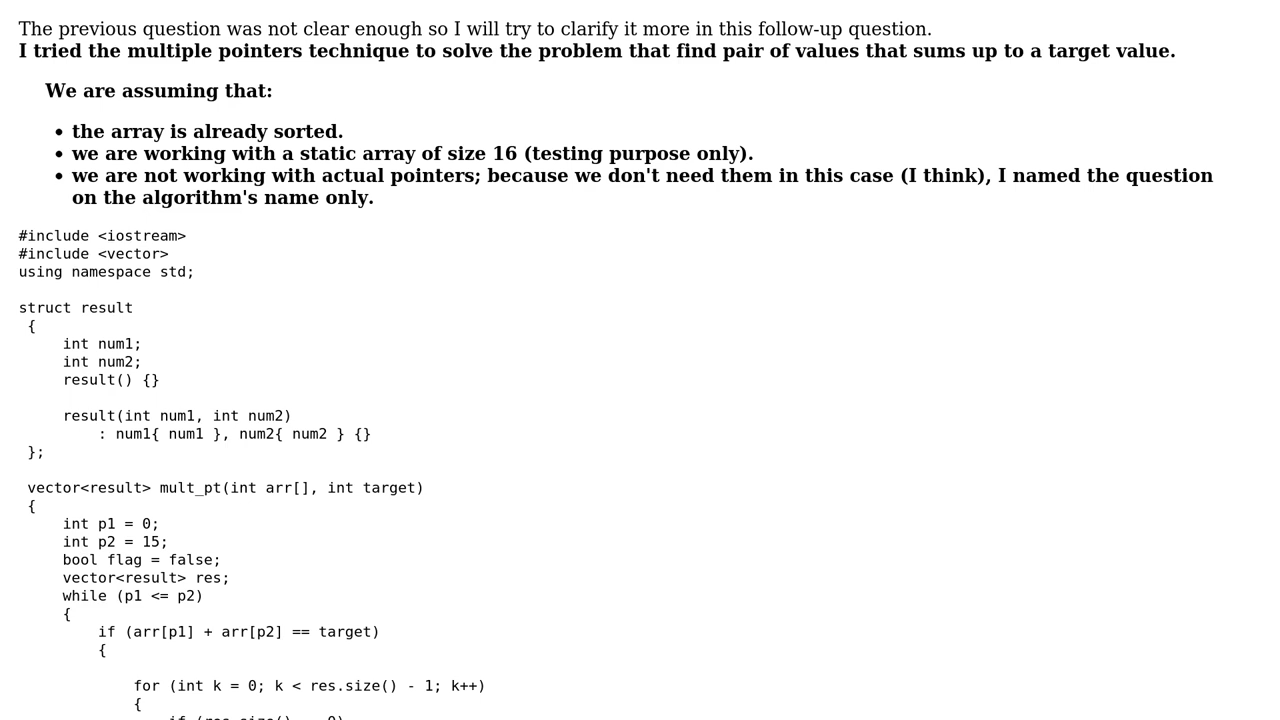 The previous question was not clear enough so I will try to clarify it more in this follow-up question.
I tried the multiple pointers technique to solve the problem that find pair of values that sums up to a target value.
We are assuming that:
• the array is already sorted.
• we are working with a static array of size 16 (testing purpose only).
• we are not working with actual pointers; because we don't need them in this case (I think), I named the question
on the algorithm's name only.
#include <iostream>
#include <vector>
using namespace std;
struct result
{
int num1;
int num2;
result() {}
result(int num1, int num2)
: num1{ num1 }, num2{ num2 } {}
};
vector<result> mult_pt(int arr[], int target)
{
int p1 = 0;
int p2 = 15;
bool flag = false;
vector<result> res;
while (p1 <= p2)
{
if (arr[p1] + arr[p2] == target)
{
for (int k = 0; k < res.size() - 1; k++)
{